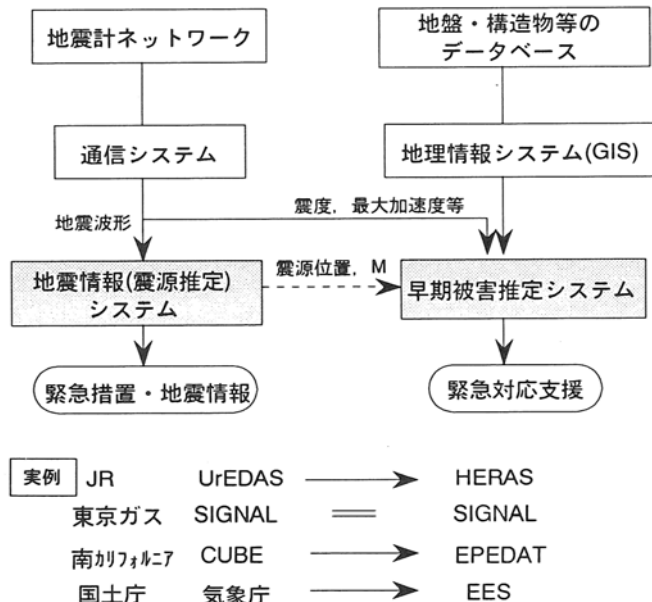 地震計ネットワーク
地盤・構造物等の
データベース
通信システム
地理情報システム(GIS)
震度，最大加速度等
地震波形
地震情報(震源推定)
システム
震源位置，M
早期被害推定システム
緊急措置・地震情報
緊急対応支援
実例 JR UrEDAS HERAS
東京ガス SIGNAL SIGNAL
南ｶﾘﾌｫﾙﾆｱ CUBE EPEDAT
国土庁 気象庁 EES